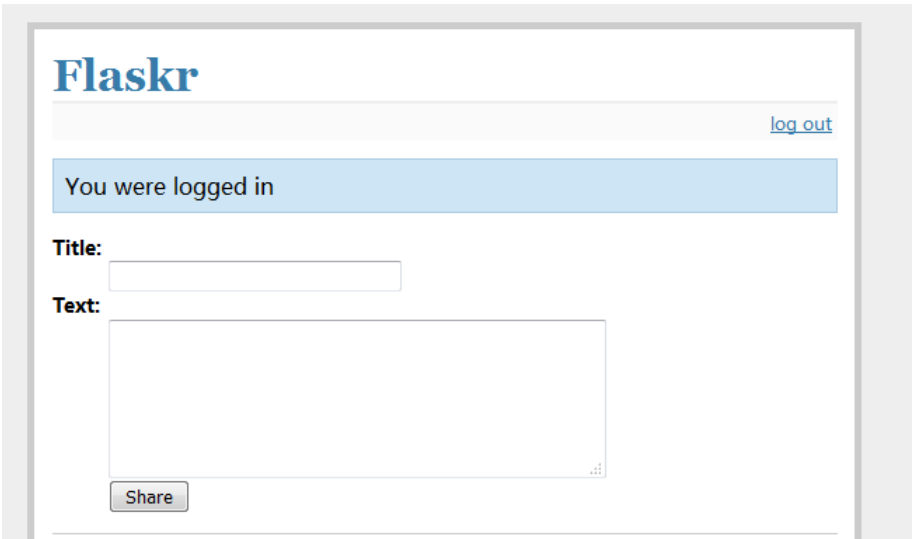 Flaskr
log out
You were logged in
Title:
Text:
Share